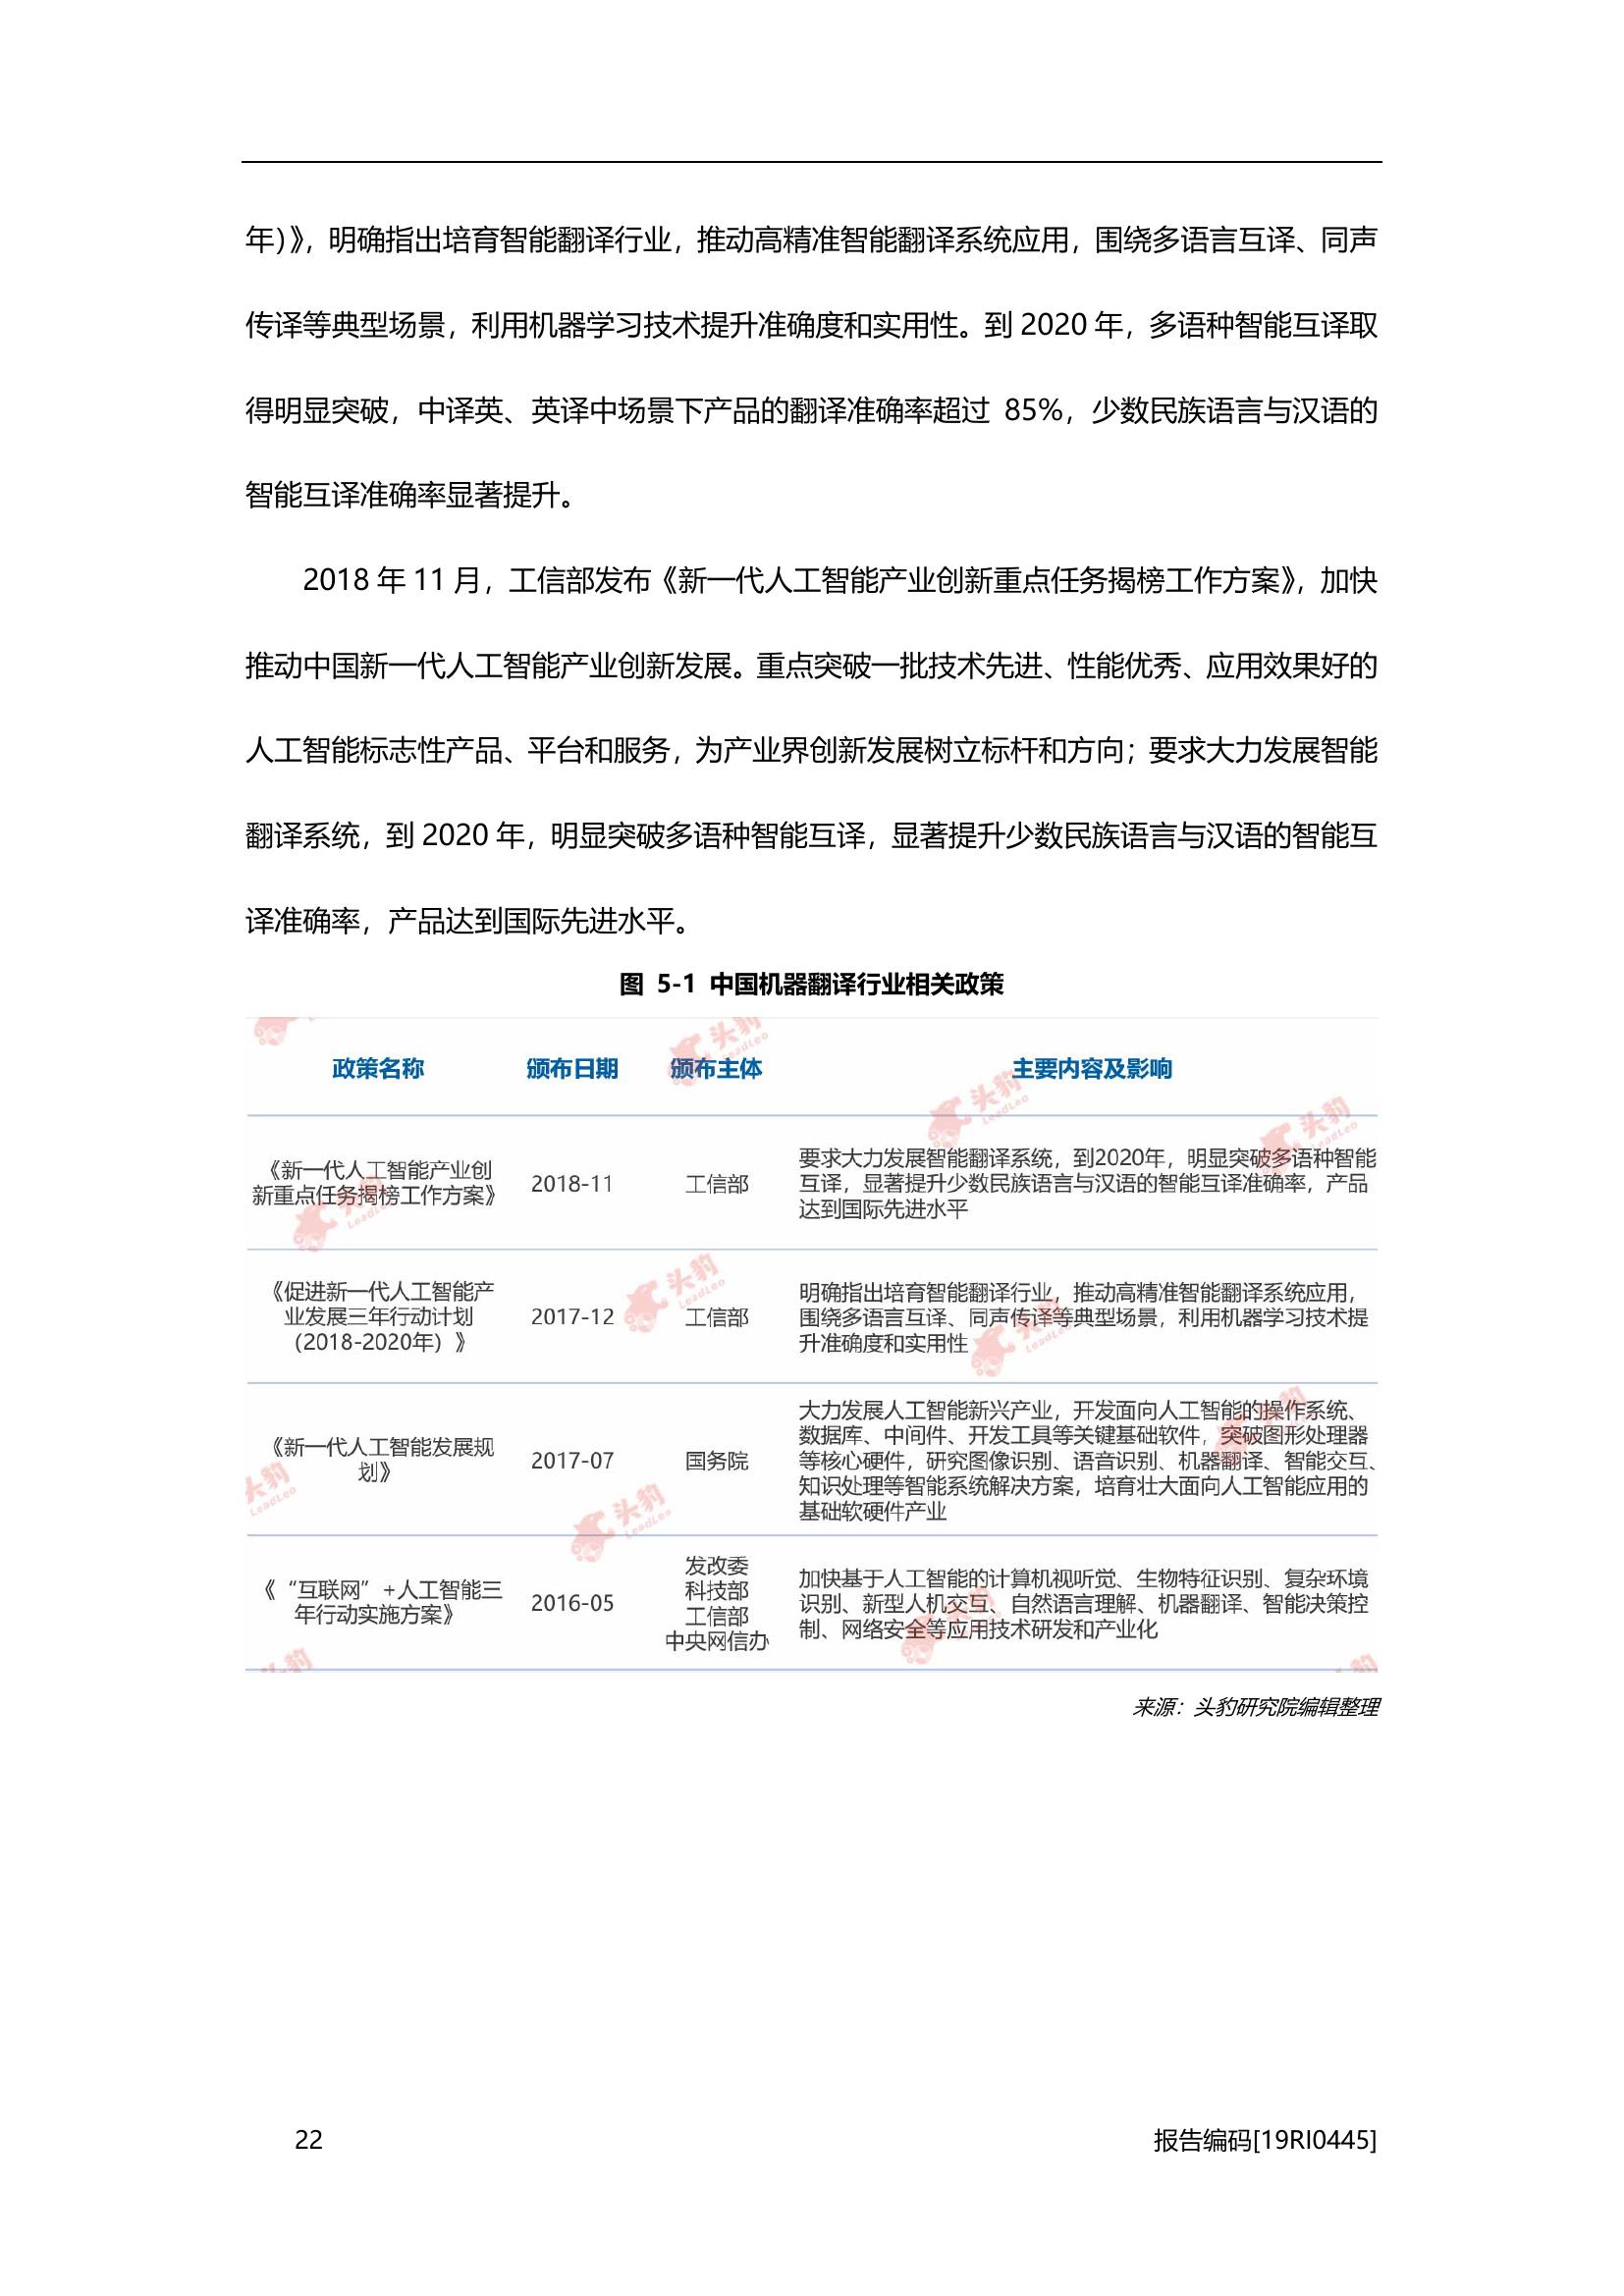 年)》，明确指出培育智能翻译行业，推动高精准智能翻译系统应用，围绕多语言互译、同声
传译等典型场景，利用机器学习技术提升准确度和实用性。到 2020 年，多语种智能互译取
得明显突破，中译英、英译中场景下产品的翻译准确率超过 85%，少数民族语言与汉语的
智能互译准确率显著提升。
2018 年 11 月，工信部发布《新一代人工智能产业创新重点任务揭榜工作方案》，加快
推动中国新一代人工智能产业创新发展。重点突破一批技术先进、性能优秀、应用效果好的
人工智能标志性产品、平台和服务，为产业界创新发展树立标杆和方向；要求大力发展智能
翻译系统，到 2020 年，明显突破多语种智能互译，显著提升少数民族语言与汉语的智能互
译准确率，产品达到国际先进水平。
图 5-1 中国机器翻译行业相关政策
政策名称 颁布日期 颁布主体 主要内容及影响
《新一代人工智能产业创
新重点任务揭榜工作方案》
2018-11
工信部
要求大力发展智能翻译系统，到2020年，明显突破多语种智能
互译，显著提升少数民族语言与汉语的智能互译准确率，产品
达到国际先进水平
《促进新一代人工智能产
业发展三年行动计划
（2018-2020年）》
2017-12
工信部
明确指出培育智能翻译行业，推动高精准智能翻译系统应用，
围绕多语言互译、同声传译等典型场景，利用机器学习技术提
升准确度和实用性
《新一代人工智能发展规
划》
2017-07
国务院
大力发展人工智能新兴产业，开发面向人工智能的操作系统、
数据库、中间件、开发工具等关键基础软件，突破图形处理器
等核心硬件，研究图像识别、语音识别、机器翻译、智能交互、
知识处理等智能系统解决方案，培育壮大面向人工智能应用的
基础软硬件产业
《“互联网”+人工智能三
年行动实施方案》
2016-05
发改委
科技部
工信部
中央网信办
加快基于人工智能的计算机视听觉、生物特征识别、复杂环境
识别、新型人机交互、自然语言理解、机器翻译、智能决策控
制、网络安全等应用技术研发和产业化
来源：头豹研究院编辑整理
22
报告编码[19RI0445]
头豹
LeadLeo